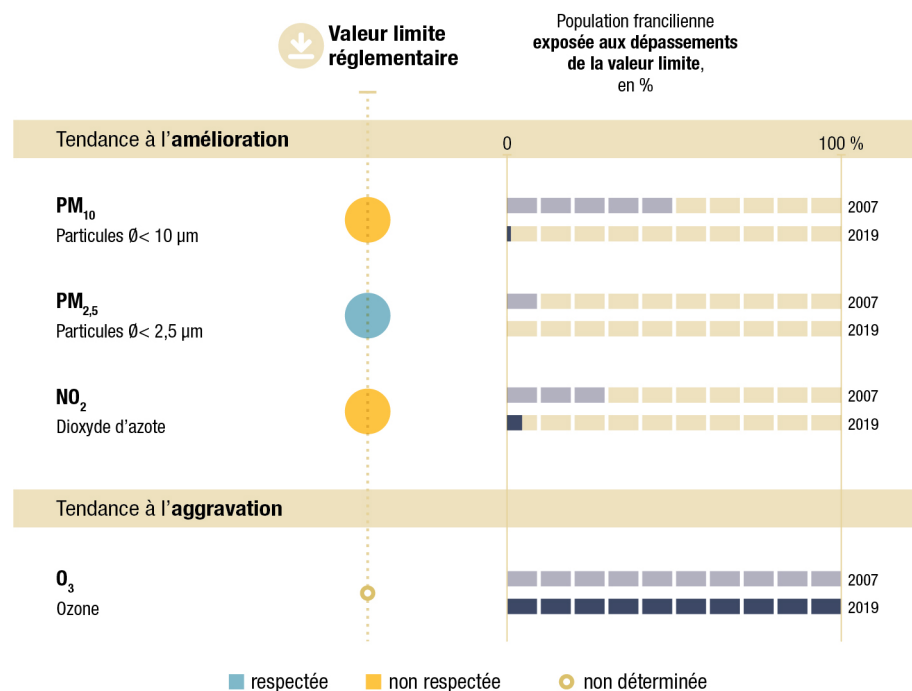 Valeur limite
réglementaire
Population francilienne
exposée aux dépassements
de la valeur limite,
en %
Tendance à l'amélioration
0
100 %
PM10
Particules Ø< 10 µm
2007
2019
PM2,5
Particules Ø< 2,5 µm
2007
2019
NO2
Dioxyde d'azote
2007
2019
Tendance à l'aggravation
O3
Ozone
2007
2019
respectée
non respectée
non déterminée